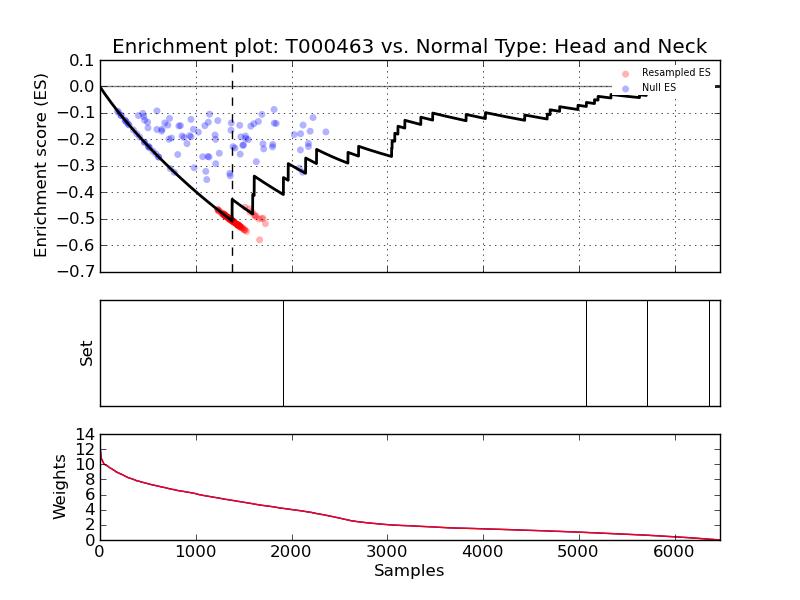 Enrichment plot: T000463 vs. Normal Type: Head and Neck
Enrichment score (ES)
0.1
0.0
−0.1
−0.2
−0.3
−0.4
−0.5
−0.6
−0.7
Resampled ES
Null ES
Set
Weights
14
12
10
8
6
4
2
0
0 1000 2000 3000 4000 5000 6000
Samples